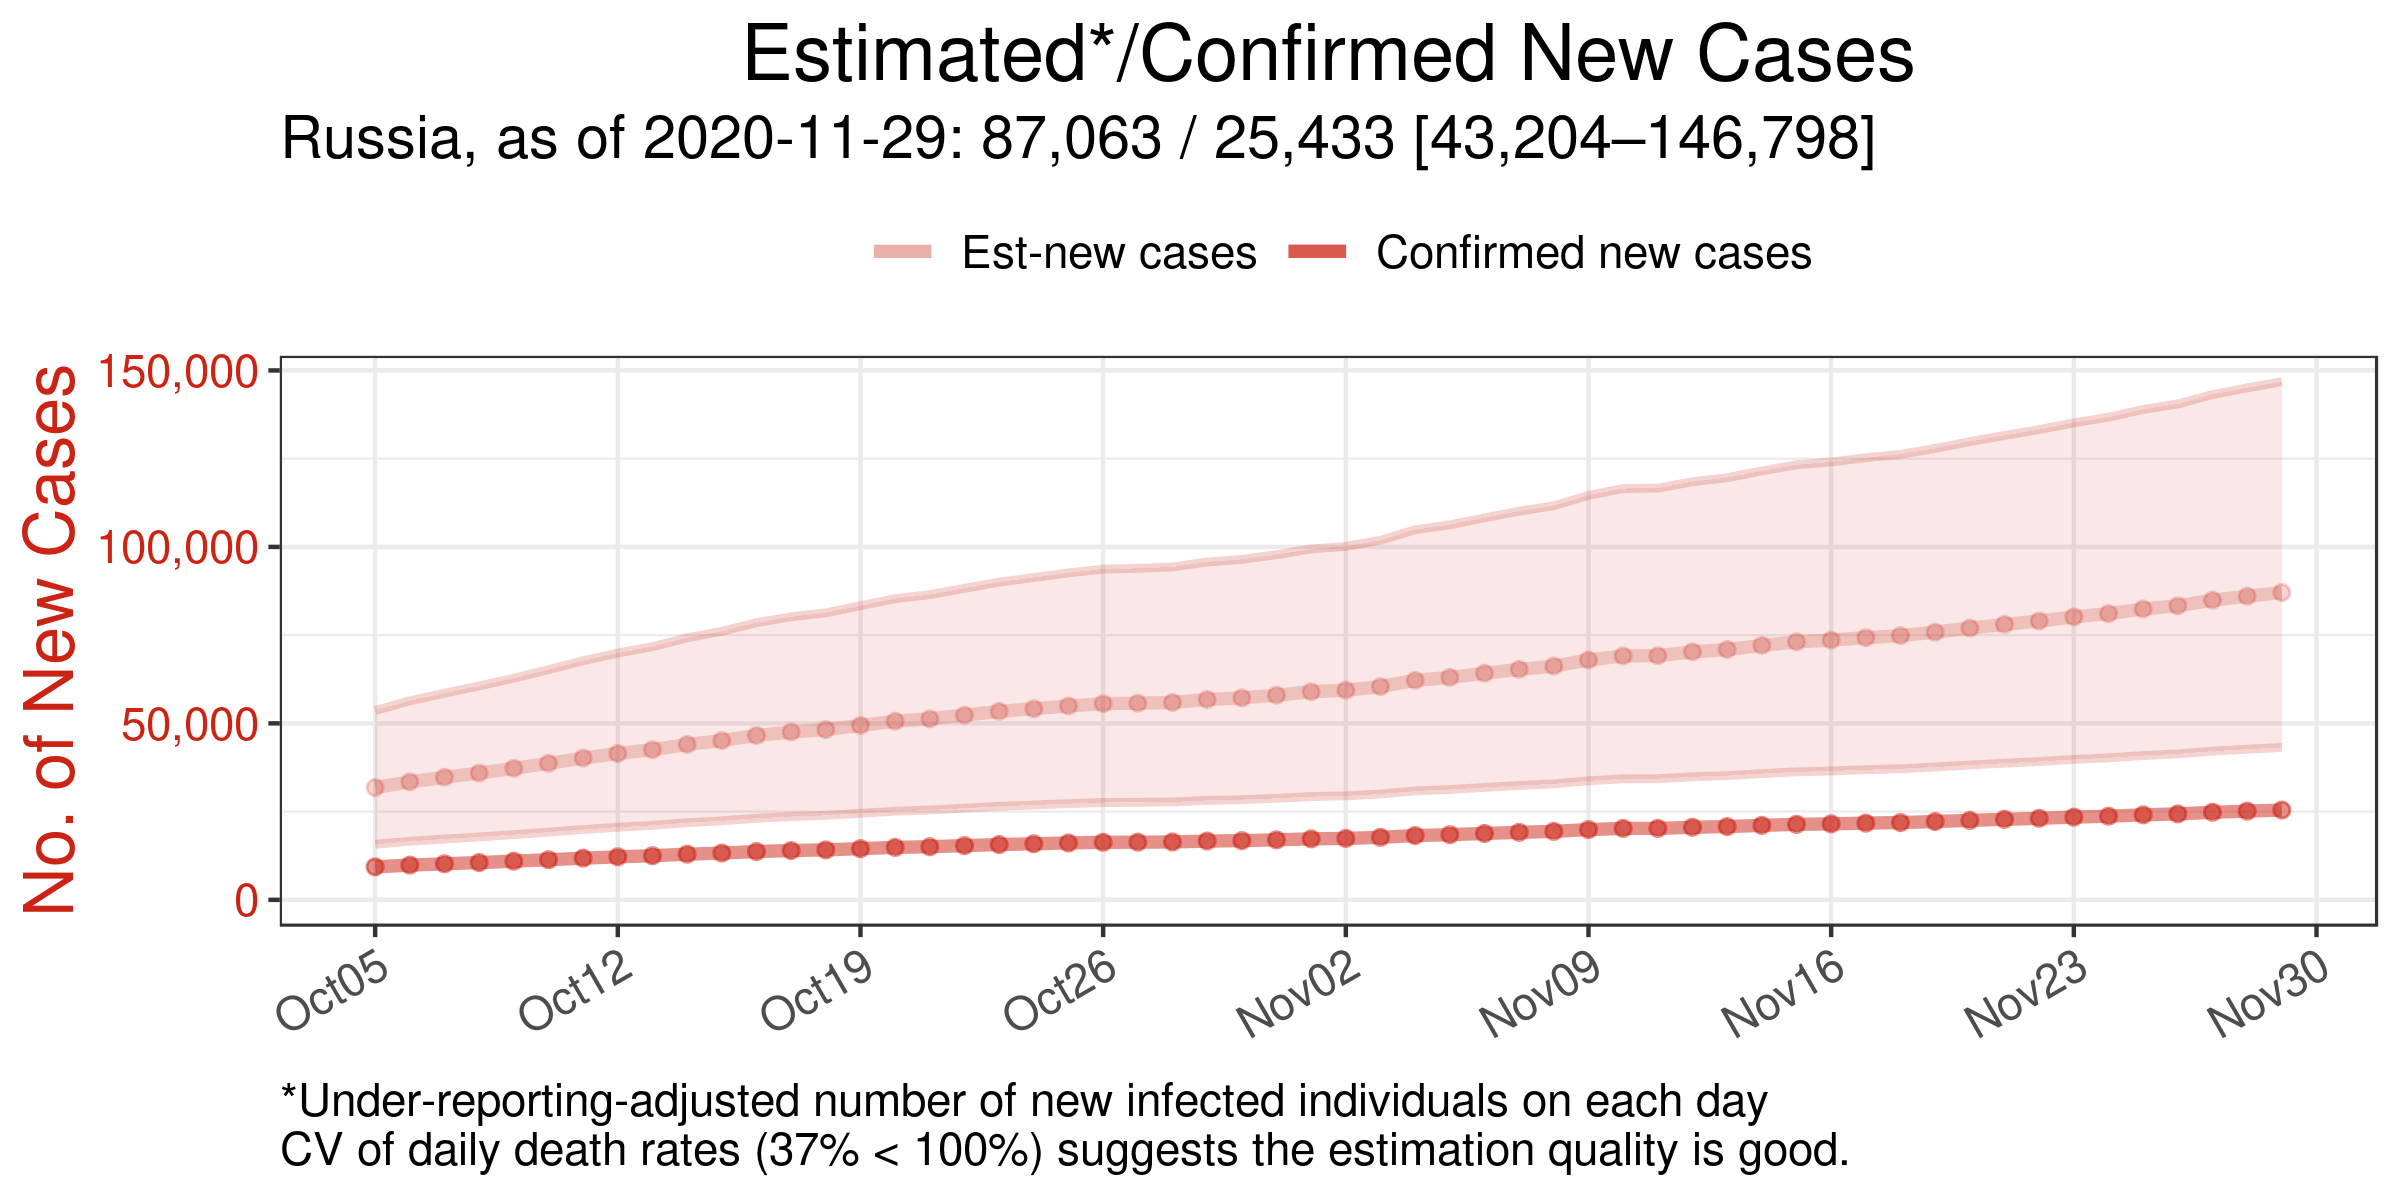 Estimated*/Confirmed New Cases
Russia, as of 2020-11-29: 87,063 / 25,433 [43,204–146,798]
Est-new cases Confirmed new cases
No. of New Cases
150,000
100,000
50,000
0
Oct05 Oct12 Oct19 Oct26 Nov02 Nov09 Nov16 Nov23 Nov30
*Under-reporting-adjusted number of new infected individuals on each day
CV of daily death rates (37% < 100%) suggests the estimation quality is good.